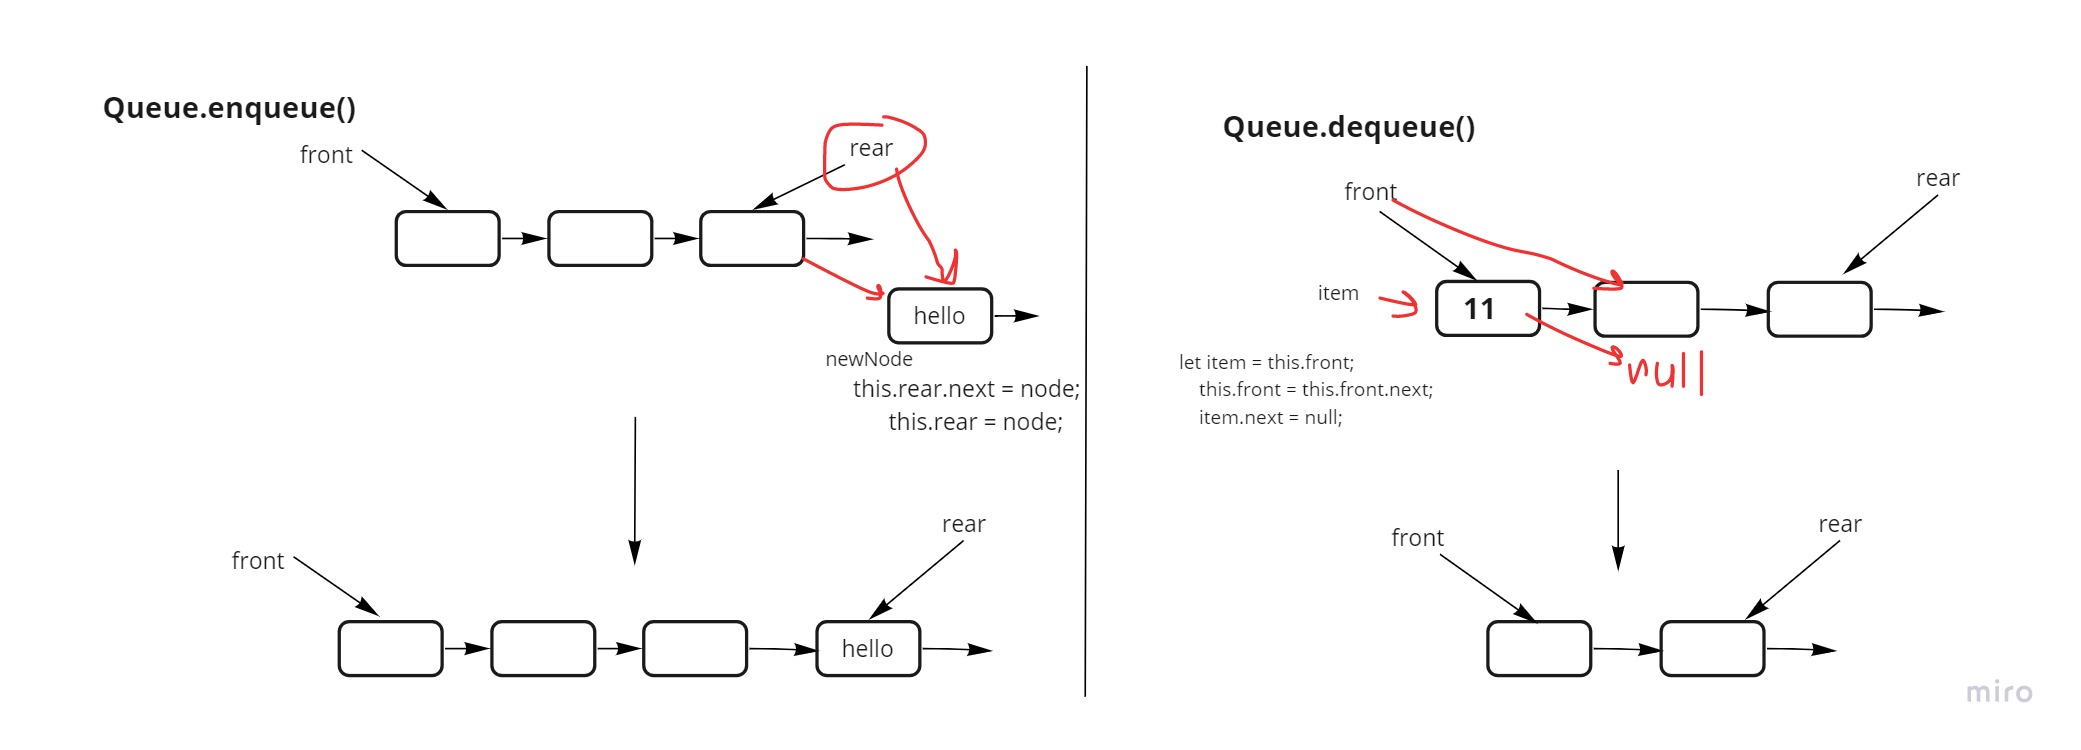 Queue.enqueue()
front
rear
hello
newNode
this.rear.next = node;
this.rear = node;
front
rear
hello
Queue.dequeue()
front
rear
item
11
null
let item = this.front;
this.front = this.front.next;
item.next = null;
front
rear
miro